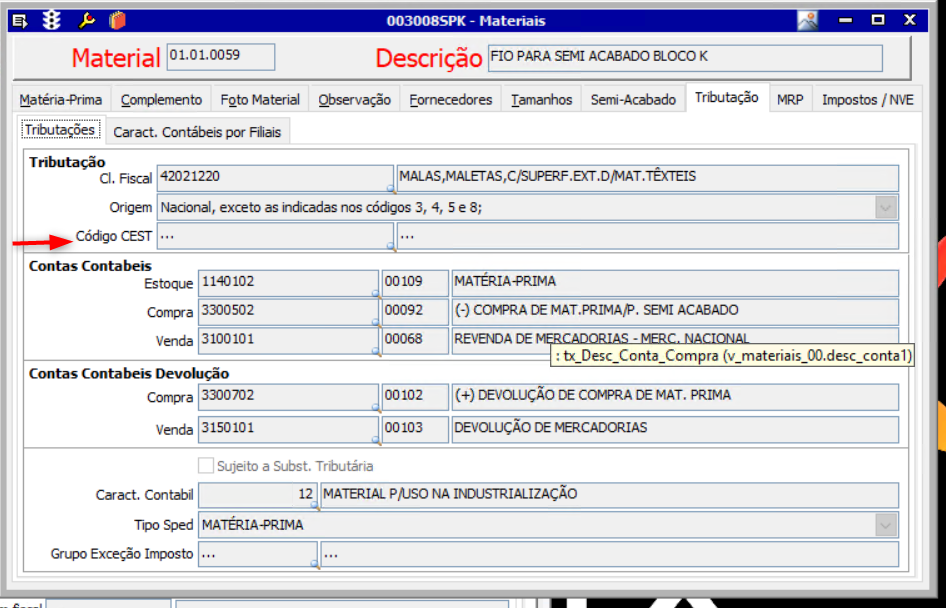 003008SPK - Materiais
Material 01.01.0059 Descrição FIO PARA SEMI ACABADO BLOCO K
Matéria-Prima Complemento Foto Material Observação Fornecedores Tamanhos Semi-Acabado Tributação MRP Impostos / NVE
Tributações Caract. Contábeis por Filiais
Tributação
Cl. Fiscal 42021220 MALAS,MALETAS,C/SUPERF.EXT.D/MAT.TÊXTEIS
Origem Nacional, exceto as indicadas nos códigos 3, 4, 5 e 8;
Código CEST ... ...
Contas Contabeis
Estoque 1140102 00109 MATÉRIA-PRIMA
Compra 3300502 00092 (-) COMPRA DE MAT.PRIMA/P. SEMI ACABADO
Venda 3100101 00068 REVENDA DE MERCADORIAS - MERC. NACIONAL
: tx_Desc_Conta_Compra (v_materiais_00.desc_conta1)
Contas Contabeis Devolução
Compra 3300702 00102 (+) DEVOLUÇÃO DE COMPRA DE MAT. PRIMA
Venda 3150101 00103 DEVOLUÇÃO DE MERCADORIAS
Sujeito a Subst. Tributária
Caract. Contabil 12 MATERIAL P/USO NA INDUSTRIALIZAÇÃO
Tipo Sped MATÉRIA-PRIMA
Grupo Exceção Imposto ... ...